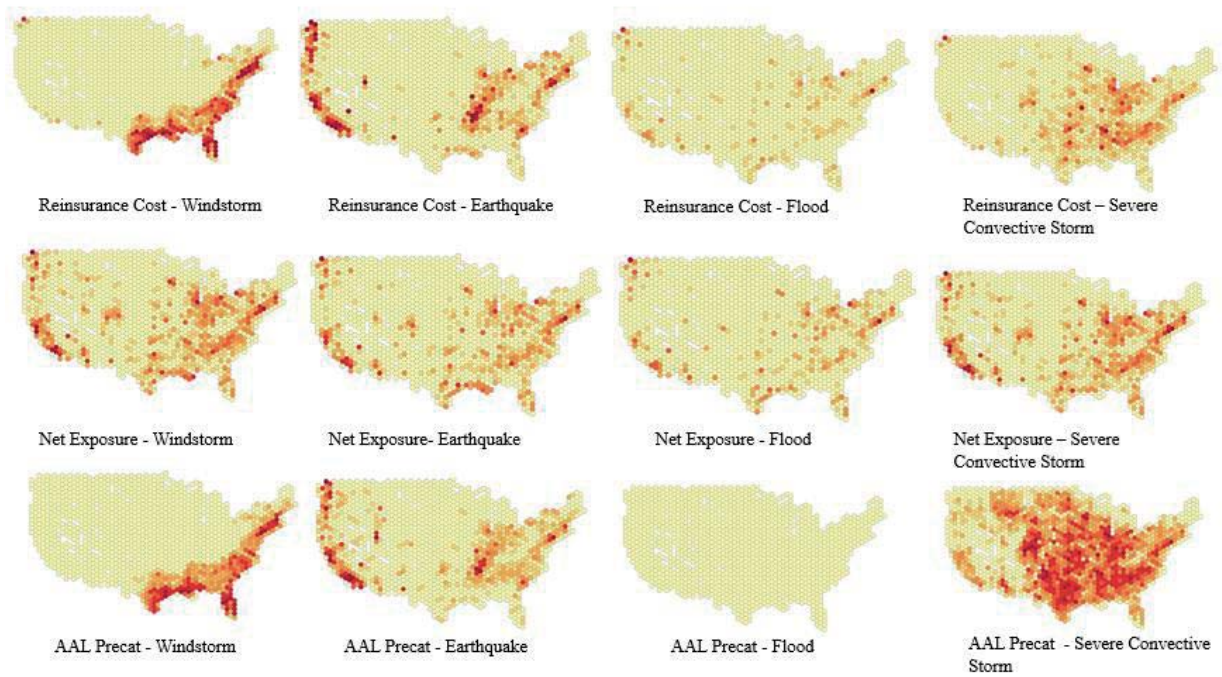 Reinsurance Cost - Windstorm
Reinsurance Cost - Earthquake
Reinsurance Cost - Flood
Reinsurance Cost – Severe
Convective Storm
Net Exposure - Windstorm
Net Exposure- Earthquake
Net Exposure - Flood
Net Exposure – Severe
Convective Storm
AAL Precat - Windstorm
AAL Precat - Earthquake
AAL Precat - Flood
AAL Precat - Severe Convective
Storm